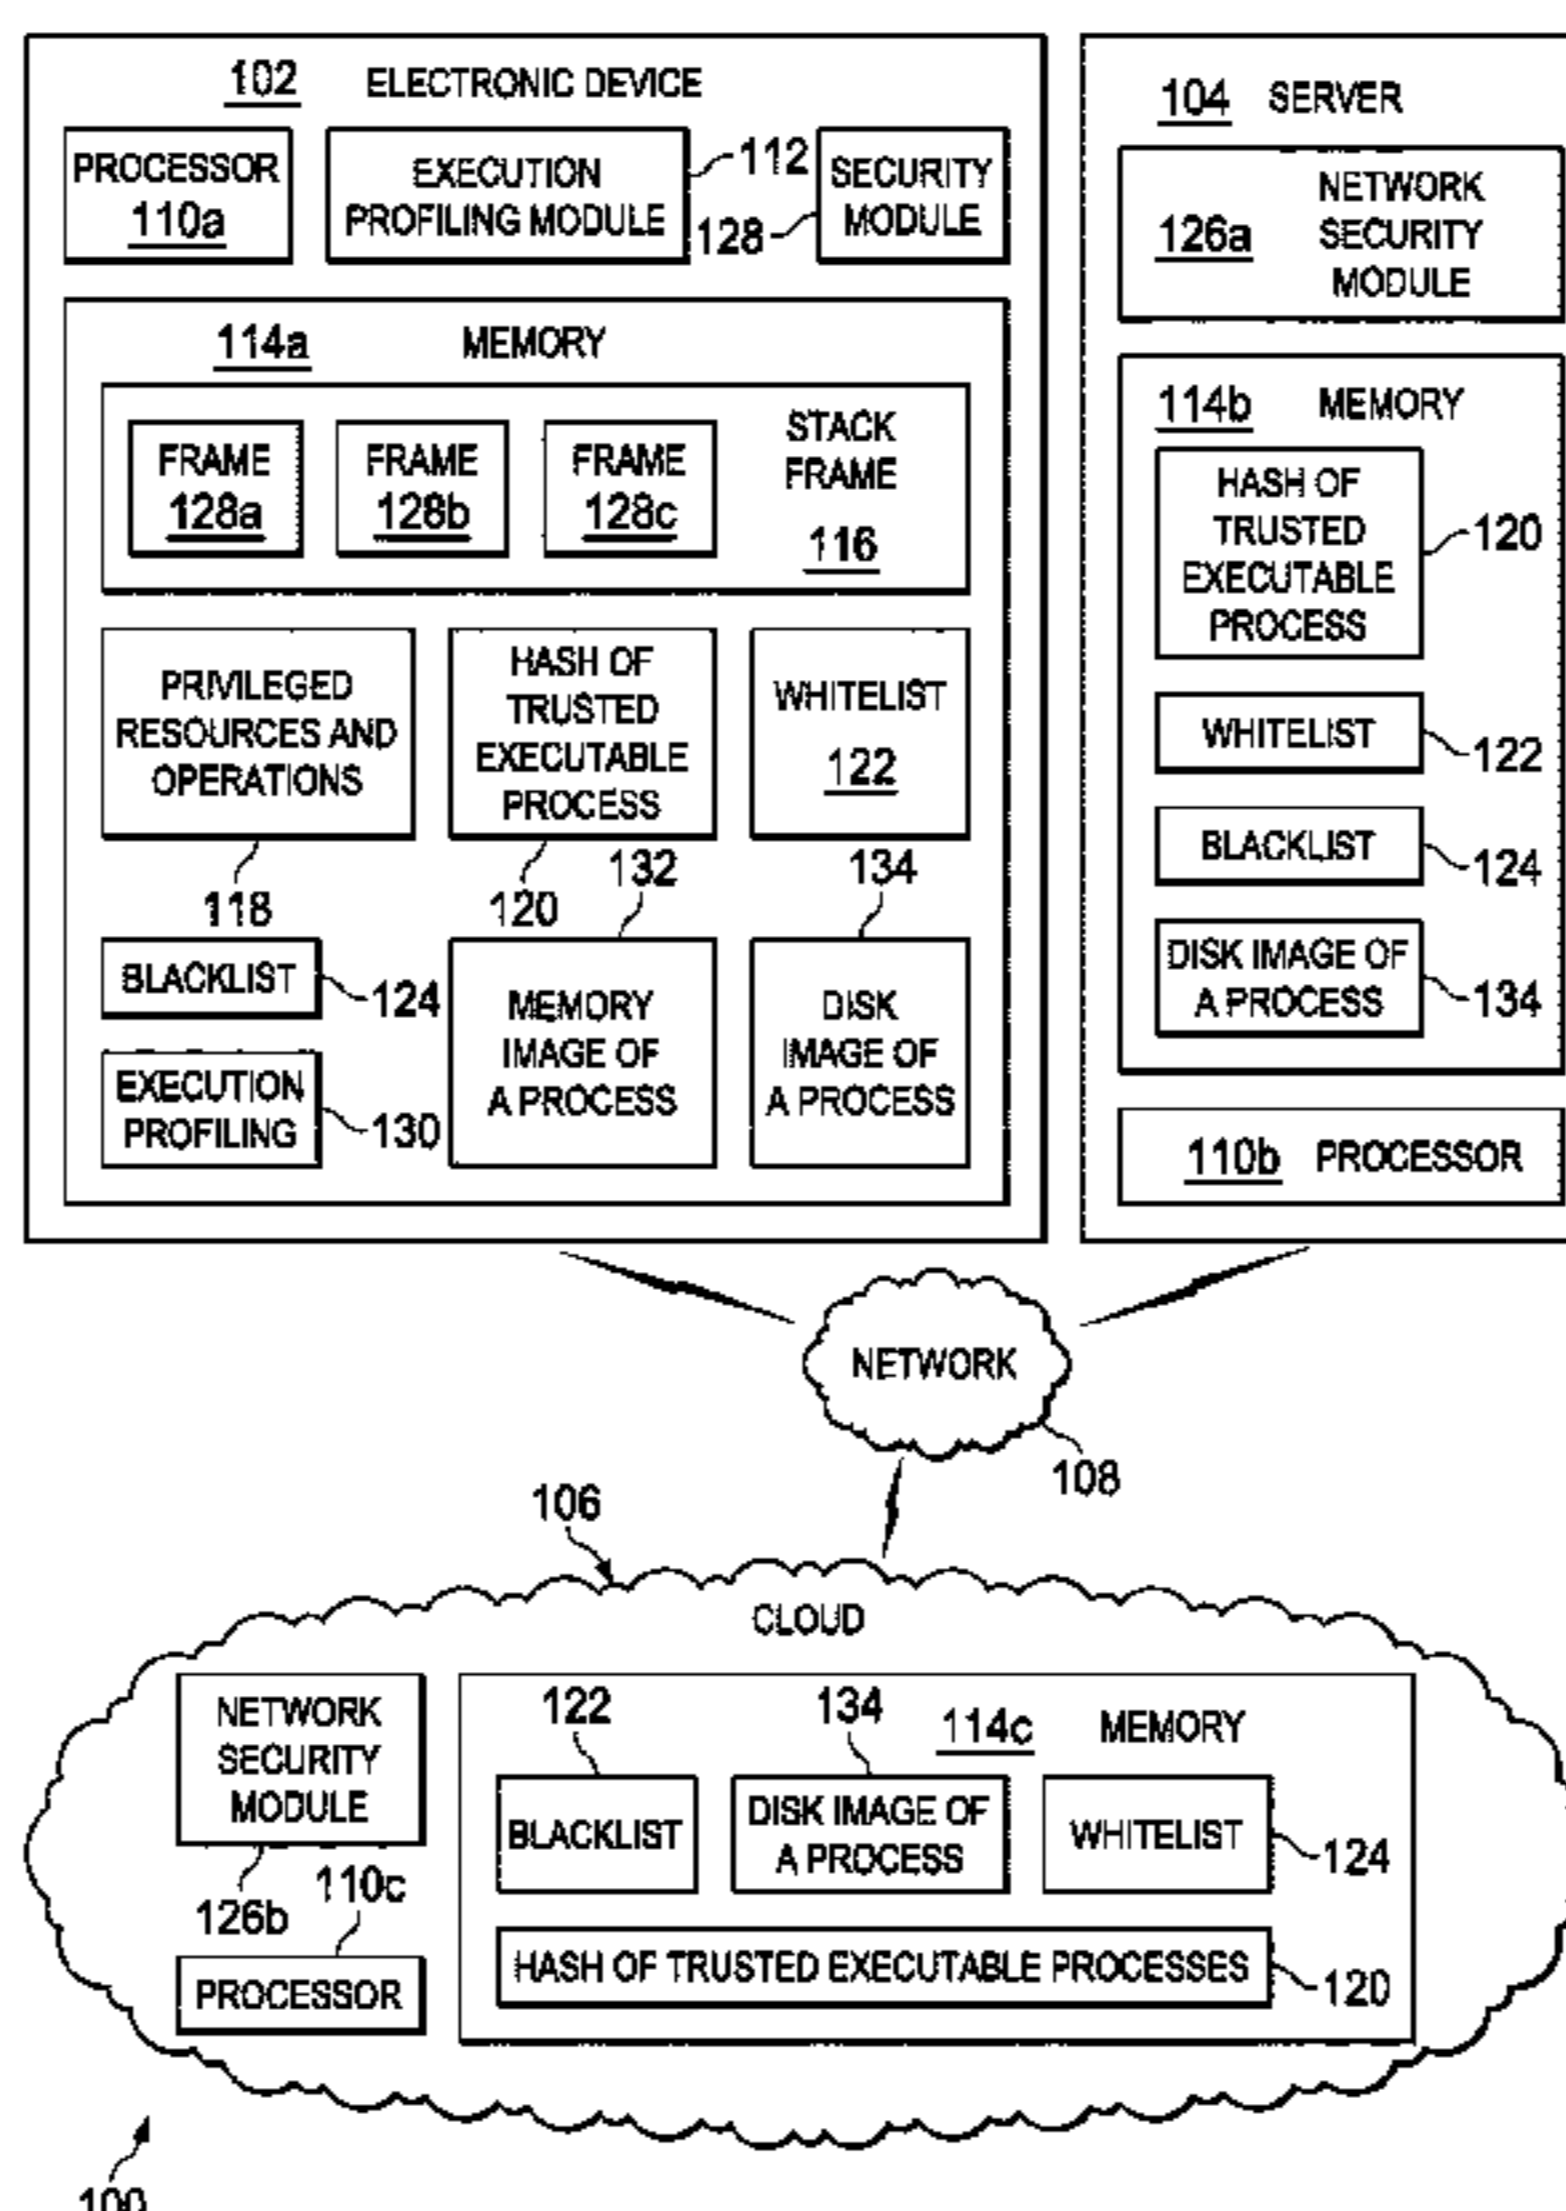 102 ELECTRONIC DEVICE
PROCESSOR
110a
EXECUTION
PROFILING MODULE
112
128
SECURITY
MODULE
114a MEMORY
FRAME
128a
FRAME
128b
FRAME
128c
STACK
FRAME
116
PRIVILEGED
RESOURCES AND
OPERATIONS
118
HASH OF
TRUSTED
EXECUTABLE
PROCESS
120
WHITELIST
122
132
134
BLACKLIST
124
EXECUTION
PROFILING
130
MEMORY
IMAGE OF
A PROCESS
DISK
IMAGE OF
A PROCESS
104 SERVER
126a
NETWORK
SECURITY
MODULE
114b MEMORY
HASH OF
TRUSTED
EXECUTABLE
PROCESS
120
WHITELIST
122
BLACKLIST
124
DISK IMAGE OF
A PROCESS
134
110b PROCESSOR
NETWORK
108
106
CLOUD
NETWORK
SECURITY
MODULE
126b
110c
PROCESSOR
122
134
114c MEMORY
BLACKLIST
DISK IMAGE OF
A PROCESS
WHITELIST
124
HASH OF TRUSTED EXECUTABLE PROCESSES
120
100